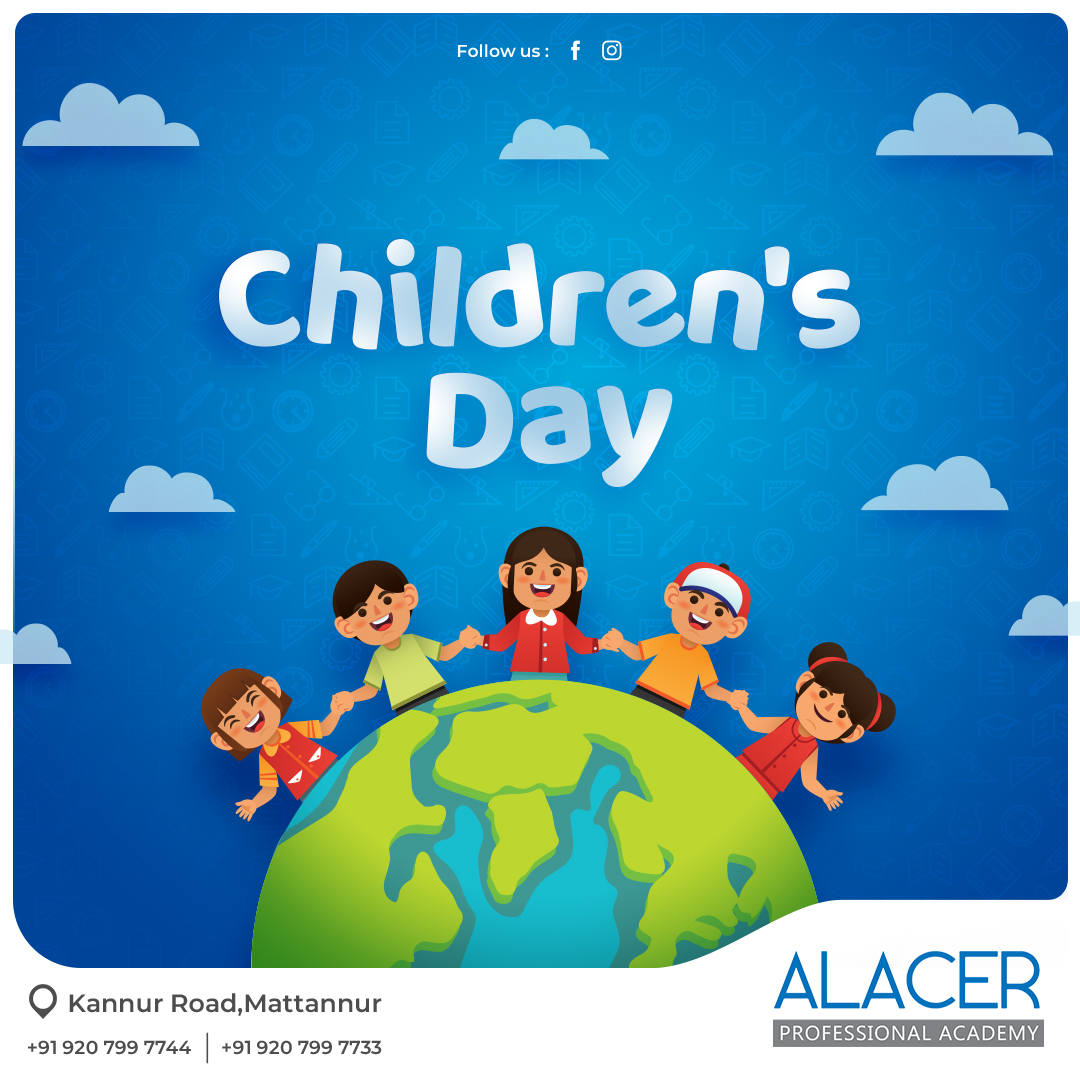 Follow us :
Children's
Day
Kannur Road,Mattannur
+91 920 799 7744 | +91 920 799 7733
ALACER
PROFESSIONAL ACADEMY